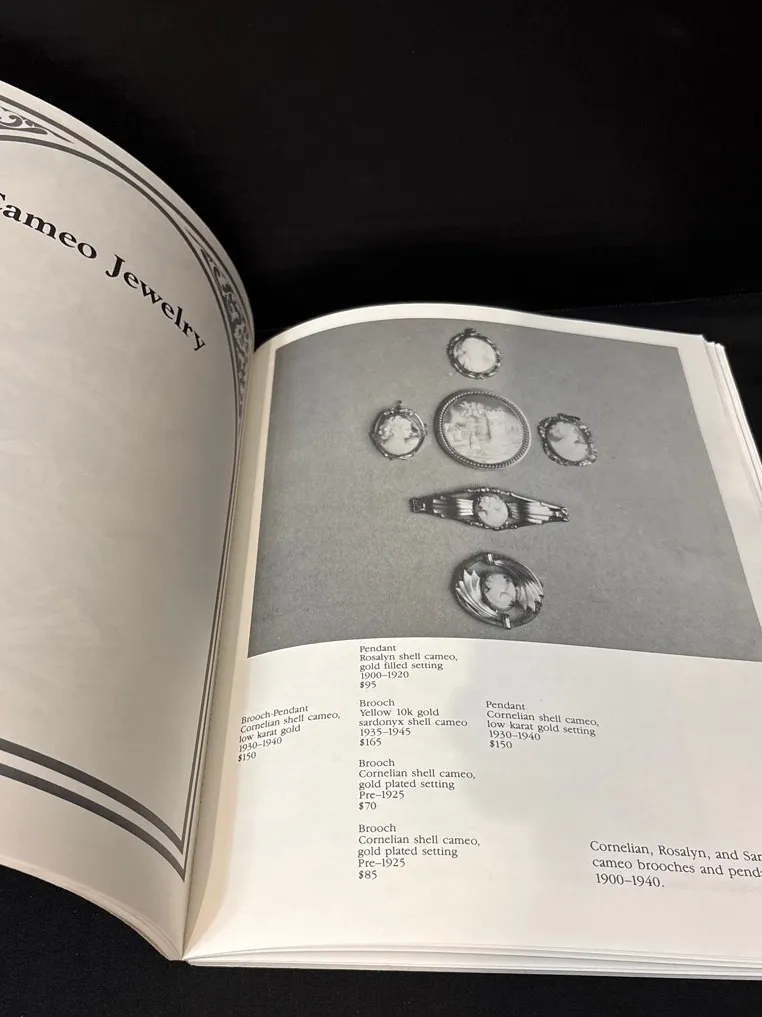 Cameo Jewelry
Pendant
Rosalyn shell cameo,
gold filled setting
1900–1920
$95
Brooch-Pendant
Cornelian shell cameo,
low karat gold
1930–1940
$150
Brooch
Yellow 10k gold
sardonyx shell cameo
1935–1945
$165
Pendant
Cornelian shell cameo,
low karat gold setting
1930–1940
$150
Brooch
Cornelian shell cameo,
gold plated setting
Pre–1925
$70
Brooch
Cornelian shell cameo,
gold plated setting
Pre–1925
$85
Cornelian, Rosalyn, and
cameo brooches and
1900–1940.